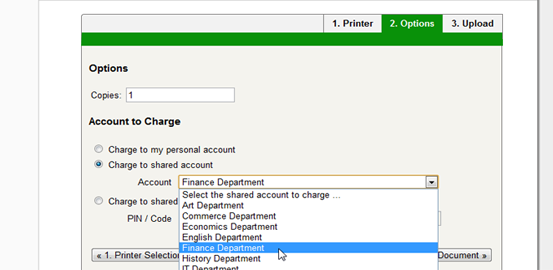 1. Printer 2. Options 3. Upload
Options
Copies: 1
Account to Charge
Charge to my personal account
Charge to shared account
Account Finance Department
Select the shared account to charge ...
Art Department
Charge to shared
Commerce Department
PIN / Code
Economics Department
English Department
« 1. Printer Selection
Finance Department
Document »
History Department
IT Department